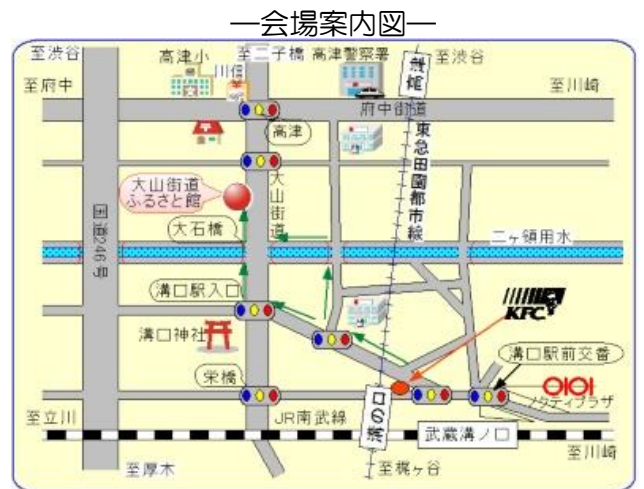 ―会場案内図―
至渋谷
高津小
至二子橋
高津警察署
至渋谷
川信
至府中
高津
府中街道
至川崎
高津
東急田園都市線
大山街道
ふるさと館
大山街道
大石橋
国道246号
二ヶ領用水
溝口駅入口
KFC
溝口神社
溝口駅前交番
栄橋
OIOI
ノクティプラザ
至立川
JR南武線
溝の口
武蔵溝ノ口
至川崎
至厚木
至梶ヶ谷